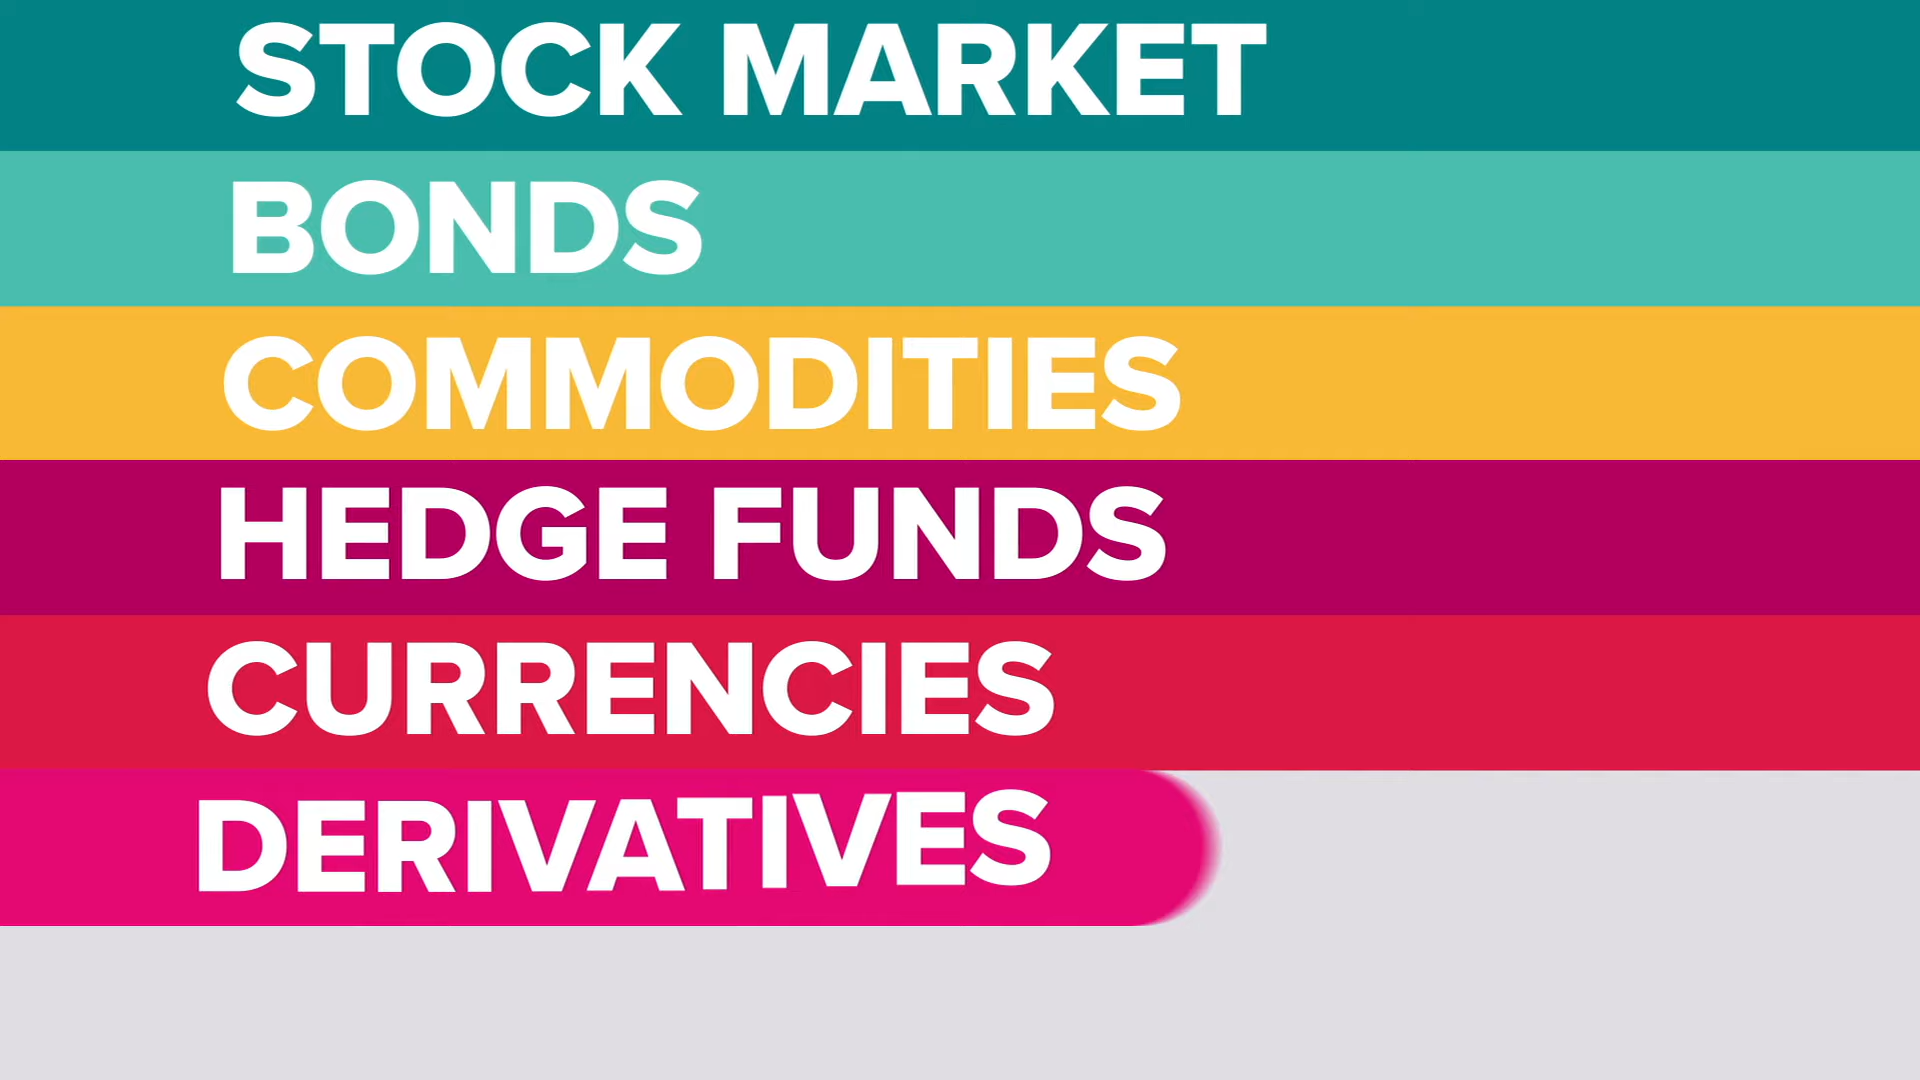 STOCK MARKET
BONDS
COMMODITIES
HEDGE FUNDS
CURRENCIES
DERIVATIVES